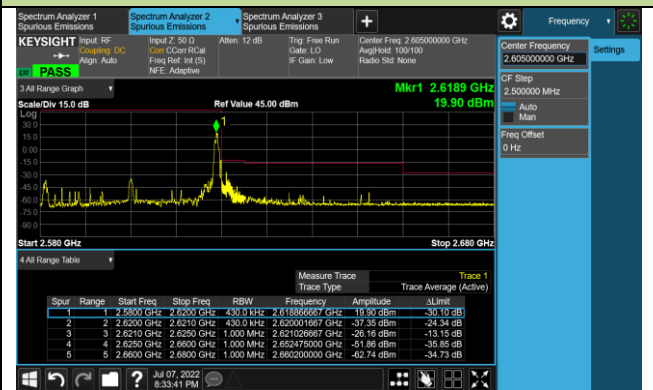 Spectrum Analyzer 1
Spurious Emissions
Spectrum Analyzer 2
Spurious Emissions
Spectrum Analyzer 3
Spurious Emissions
Frequency
KEYSIGHT
Input: RF
Coupling: DC
Align: Auto
Input Z: 50 Ω
Corr CCorr RCal
Freq Ref: Int (S)
NFE: Adaptive
Atten: 12 dB
Trig: Free Run
Gate: LO
IF Gain: Low
Center Freq: 2.605000000 GHz
Avg|Hold: 100/100
Radio Std: None
LXI
PASS
Center Frequency
2.605000000 GHz
Settings
CF Step
2.500000 MHz
Auto
Man
Freq Offset
0 Hz
3 All Range Graph
Mkr1 2.6189 GHz
Scale/Div 15.0 dB
Ref Value 45.00 dBm
19.90 dBm
Log
30.0
15.0
0.00
-15.0
-30.0
-45.0
-60.0
-75.0
-90.0
1
Start 2.580 GHz
Stop 2.680 GHz
4 All Range Table
Measure Trace Trace 1
Trace Type Trace Average (Active)
Spur Range Start Freq Stop Freq RBW Frequency Amplitude ΔLimit
1 1 2.5800 GHz 2.6200 GHz 430.0 kHz 2.618866667 GHz 19.90 dBm -30.10 dB
2 2 2.6200 GHz 2.6210 GHz 430.0 kHz 2.620001667 GHz -37.35 dBm -24.34 dB
3 3 2.6210 GHz 2.6250 GHz 1.000 MHz 2.621026667 GHz -26.16 dBm -13.15 dB
4 4 2.6250 GHz 2.6600 GHz 1.000 MHz 2.652475000 GHz -51.86 dBm -35.85 dB
5 5 2.6600 GHz 2.6800 GHz 1.000 MHz 2.660200000 GHz -62.74 dBm -34.73 dB
Jul 07, 2022
8:33:41 PM